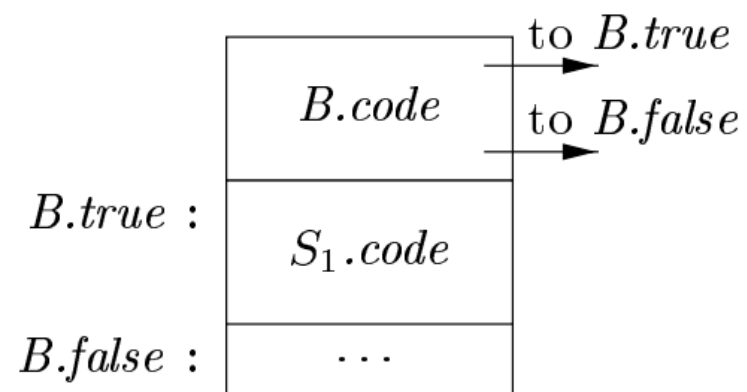 to B.true
B.code
to B.false
B.true :
S₁.code
B.false : ...